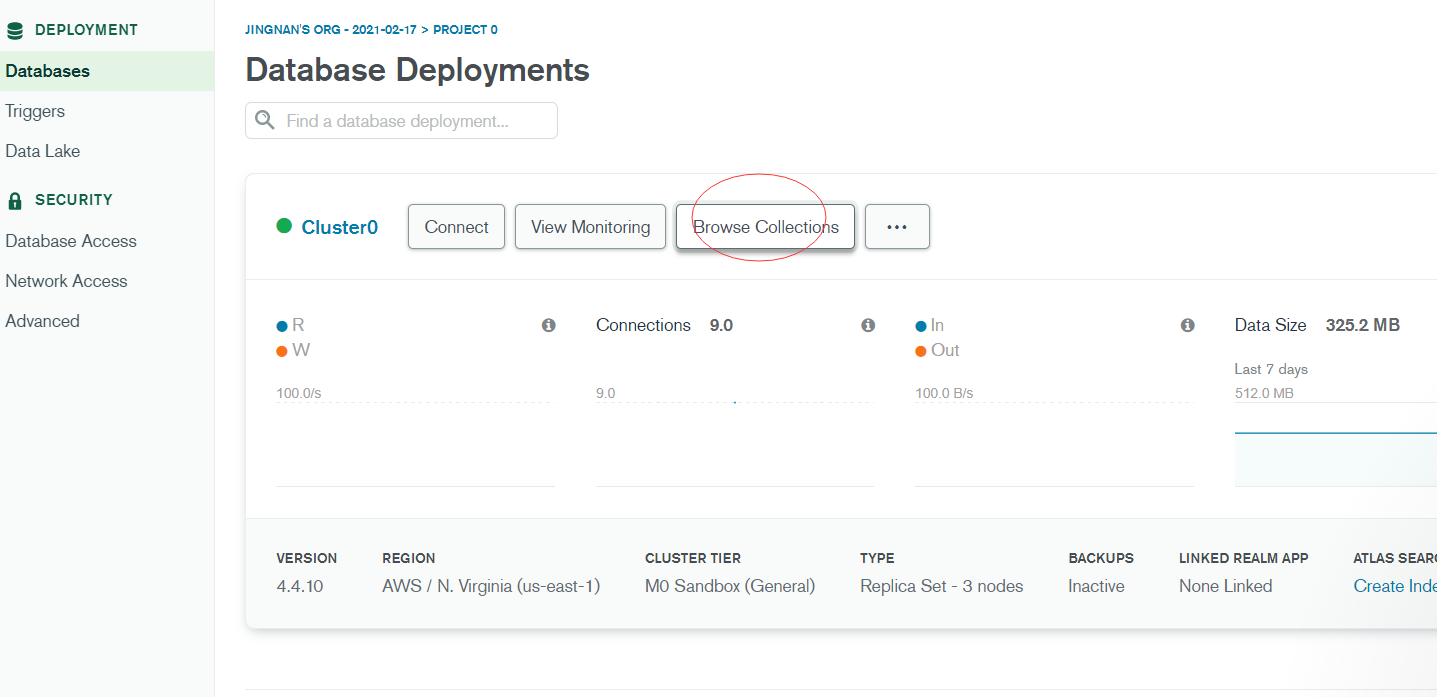 DEPLOYMENT
Databases
Triggers
Data Lake
SECURITY
Database Access
Network Access
Advanced
JINGNAN'S ORG - 2021-02-17 > PROJECT 0
Database Deployments
Find a database deployment...
Cluster0 Connect View Monitoring Browse Collections ...
R
W
100.0/s
Connections 9.0
9.0
In
Out
100.0 B/s
Data Size 325.2 MB
Last 7 days
512.0 MB
VERSION
4.4.10
REGION
AWS / N. Virginia (us-east-1)
CLUSTER TIER
M0 Sandbox (General)
TYPE
Replica Set - 3 nodes
BACKUPS
Inactive
LINKED REALM APP
None Linked
ATLAS SEARC
Create Inde